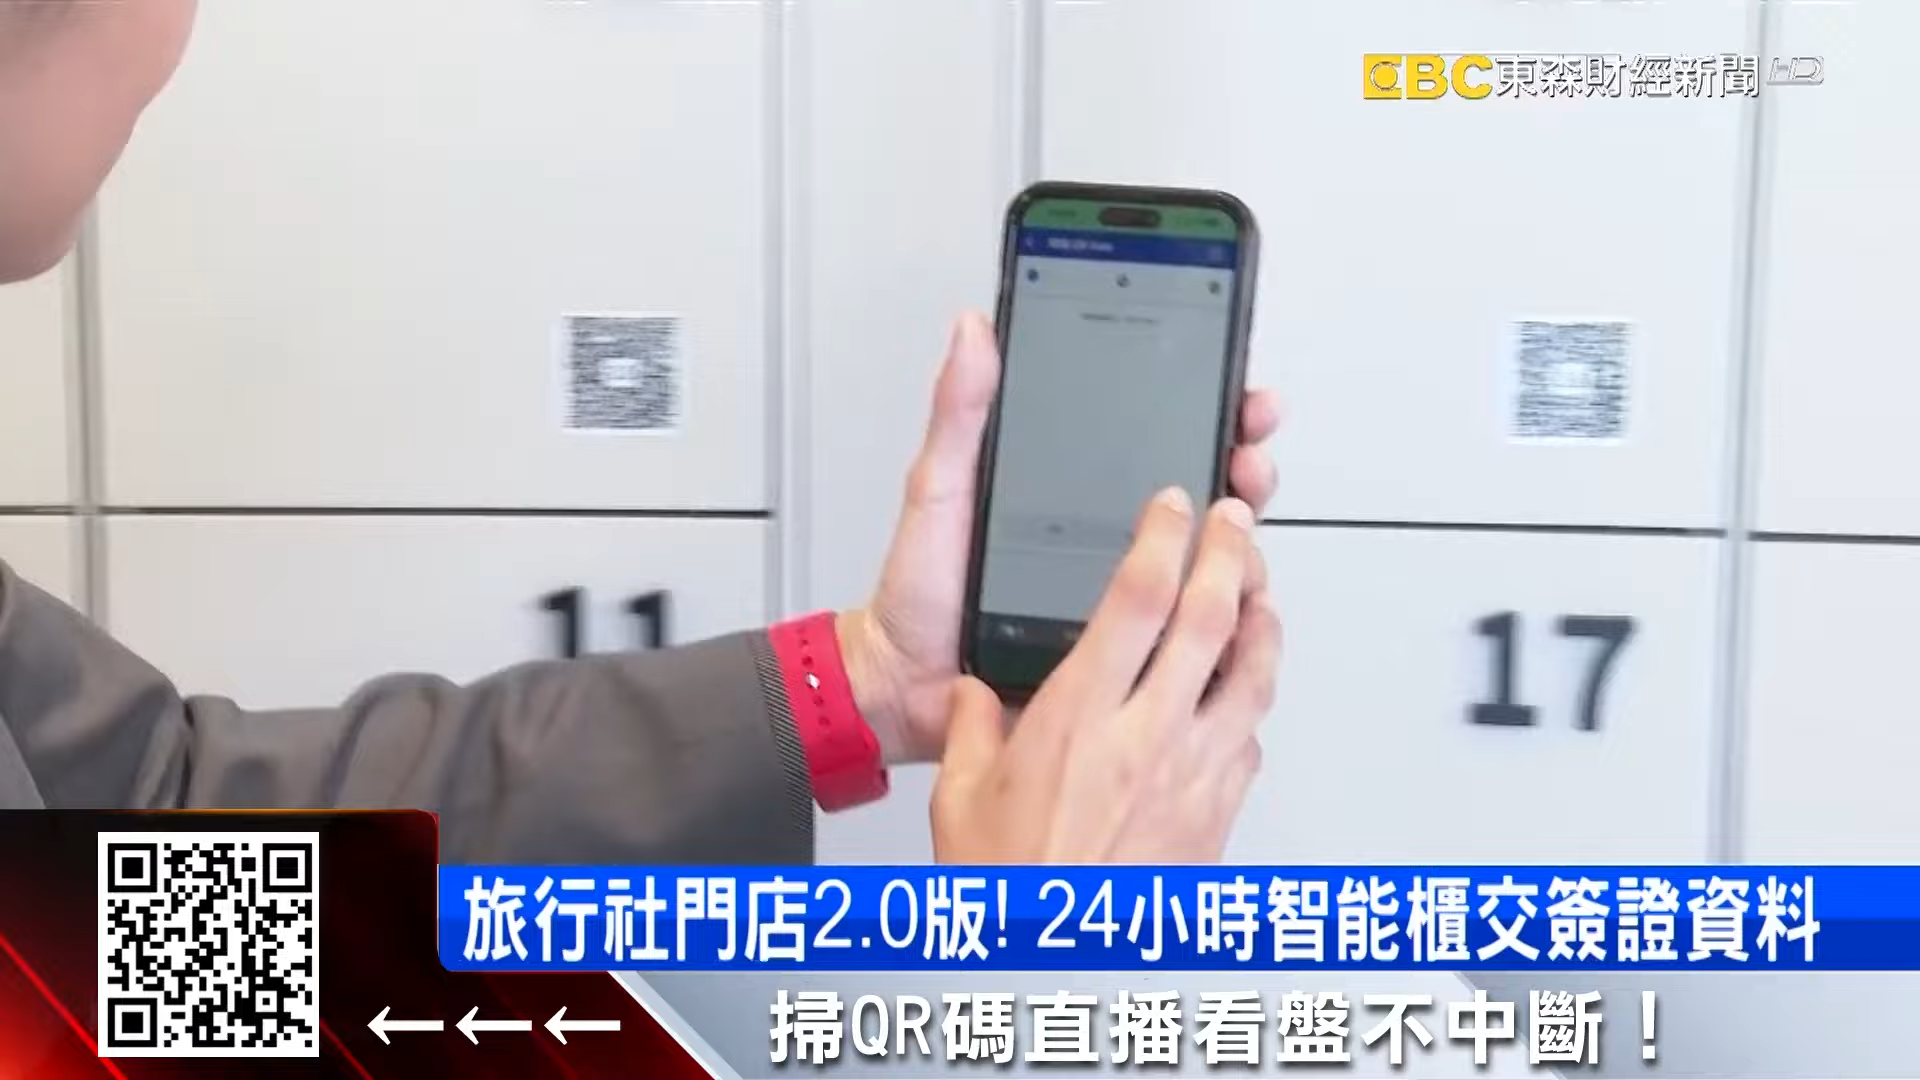 EBC東森財經新聞HD
11
17
旅行社門店2.0版! 24小時智能櫃交簽證資料
←←← 掃QR碼直播看盤不中斷！